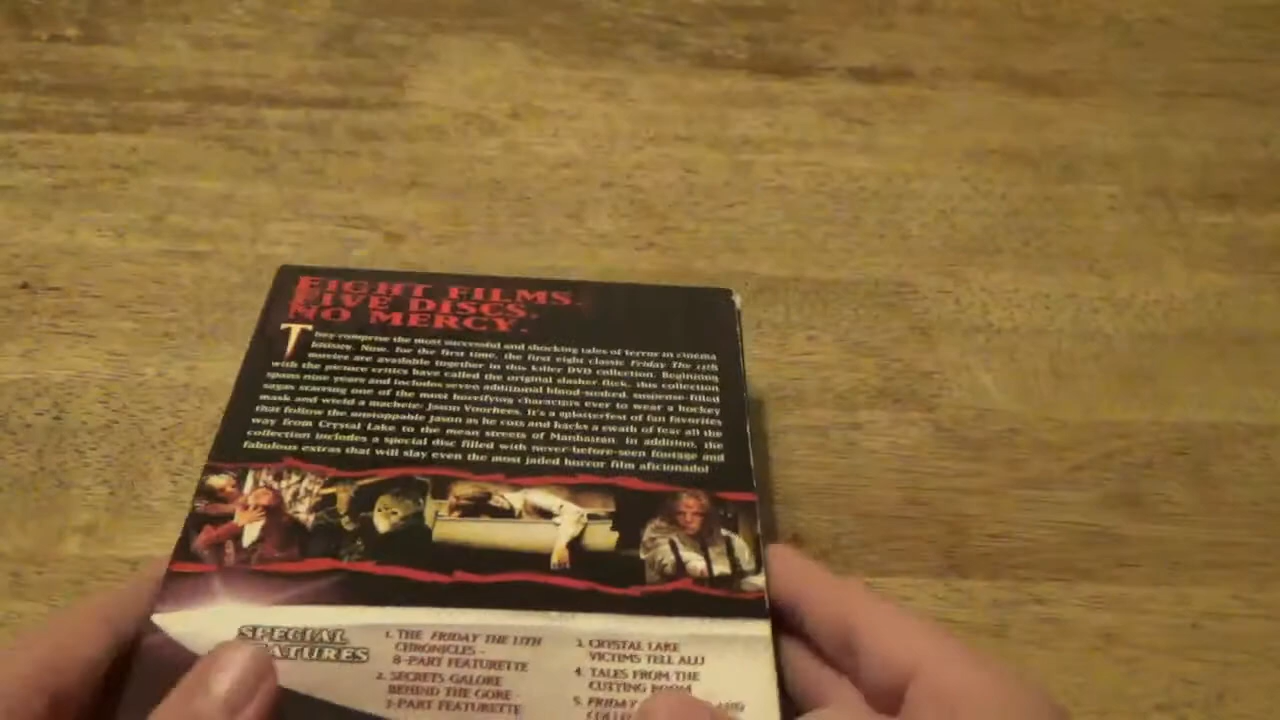 EIGHT FILMS.
FIVE DISCS.
NO MERCY.
They comprise the most successful and shocking tales of terror in cinema
history. Now, for the first time, the first eight classic Friday The 13th
movies are available together in this killer DVD collection. Beginning
with the picture critics have called the original slasher flick, this collection
spans nine years and includes seven additional blood-soaked, suspense-filled
sagas starring one of the most horrifying characters ever to wear a hockey
mask and wield a machete: Jason Voorhees. It's a splatterfest of fan favorites
that follow the unstoppable Jason as he cuts and hacks a swath of fear all the
way from Crystal Lake to the mean streets of Manhattan. In addition, the
collection includes a special disc filled with never-before-seen footage and
fabulous extras that will slay even the most jaded horror film aficionado!
SPECIAL
FEATURES
1. THE FRIDAY THE 13TH
CHRONICLES -
8-PART FEATURETTE
2. SECRETS GALORE
BEHIND THE GORE -
3-PART FEATURETTE
3. CRYSTAL LAKE
VICTIMS TELL ALL!
4. TALES FROM THE
CUTTING ROOM
5. FRIDAY